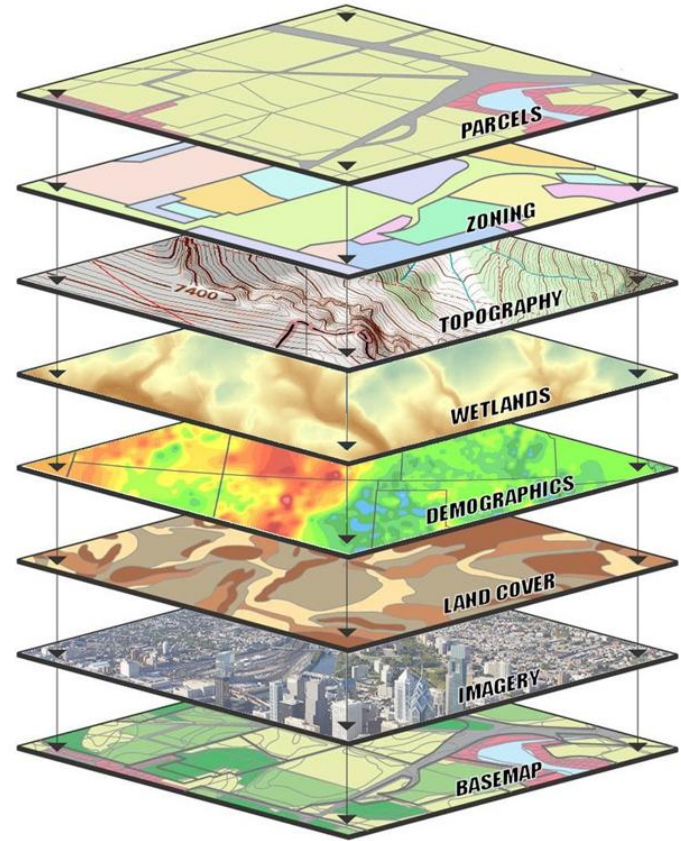 PARCELS
ZONING
7400
TOPOGRAPHY
WETLANDS
DEMOGRAPHICS
LAND COVER
IMAGERY
BASEMAP